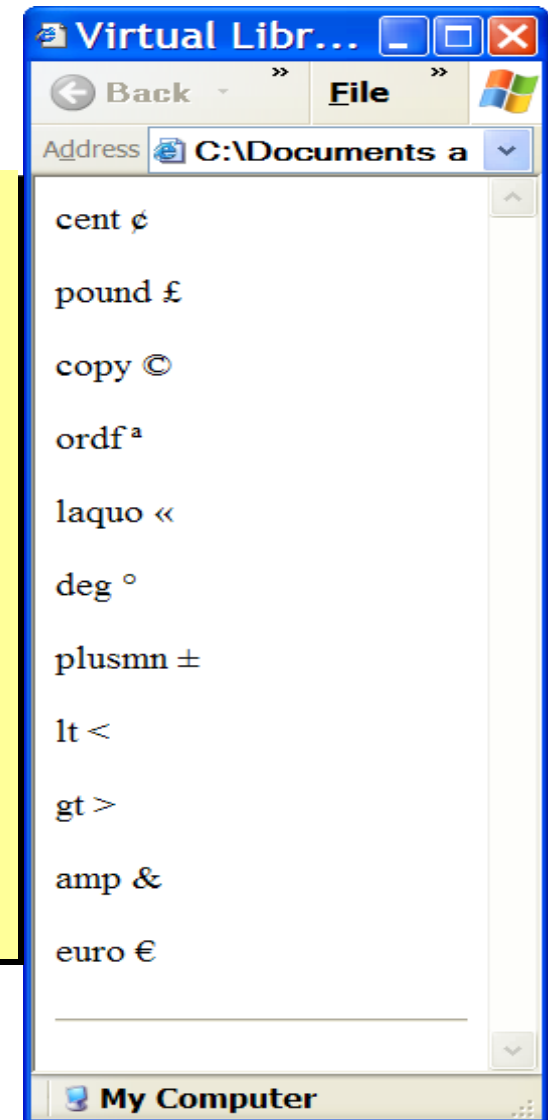 Virtual Libr...
Back » File »
Address C:\Documents a
cent ¢
pound £
copy ©
ordf ª
laquo «
deg °
plusmn ±
lt <
gt >
amp &
euro €
My Computer